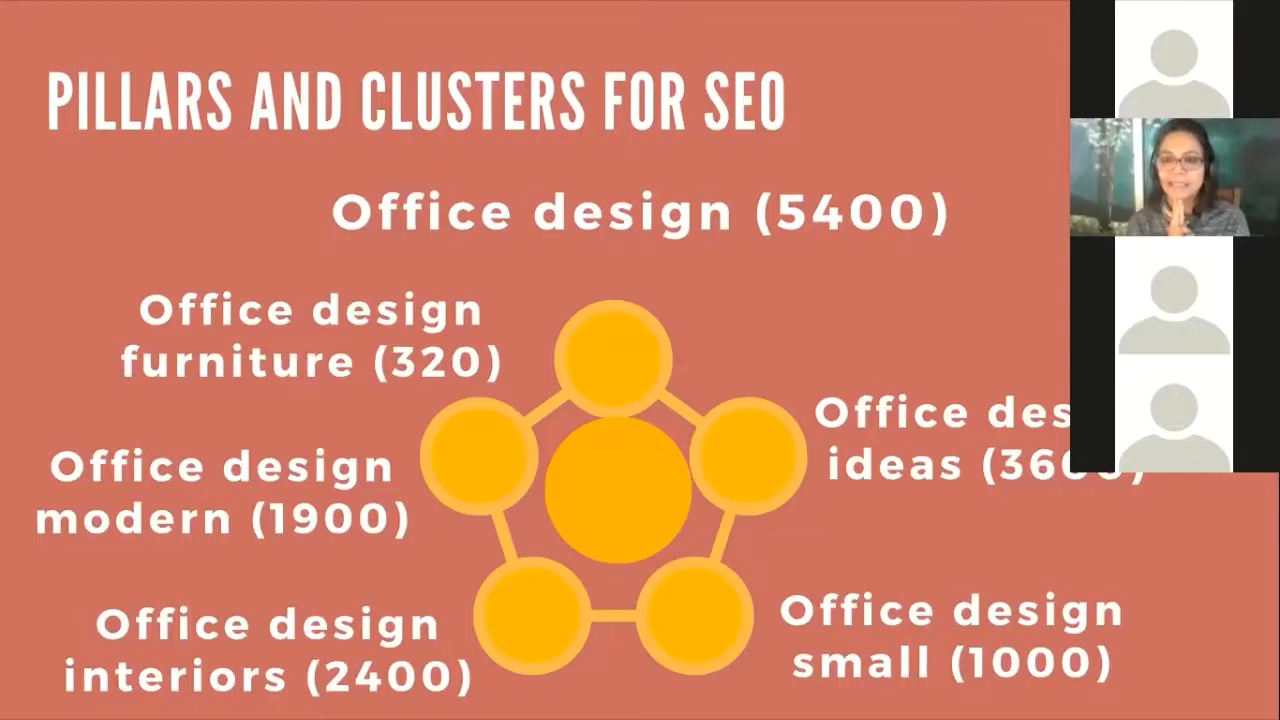 PILLARS AND CLUSTERS FOR SEO
Office design (5400)
Office design
furniture (320)
Office
ideas
Office design
modern (1900)
Office design
small (1000)
Office design
interiors (2400)